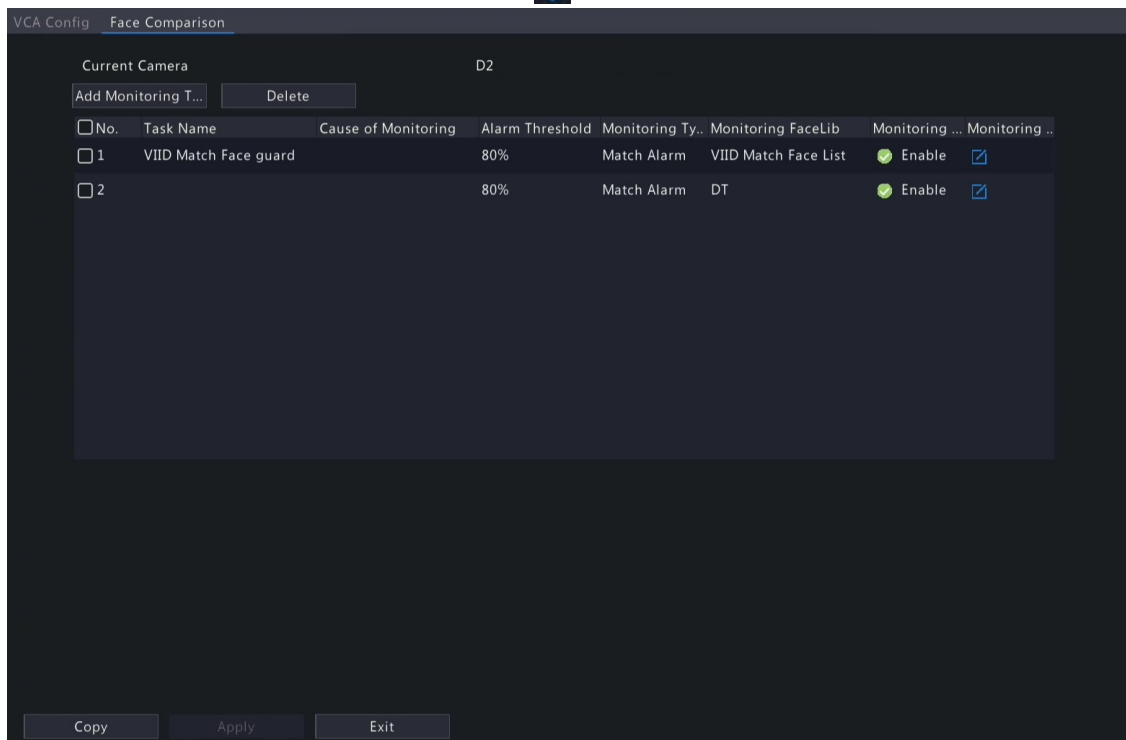 VCA Config Face Comparison
Current Camera D2
Add Monitoring T... Delete
No. Task Name Cause of Monitoring Alarm Threshold Monitoring Ty.. Monitoring FaceLib Monitoring ... Monitoring ..
1 VIID Match Face guard 80% Match Alarm VIID Match Face List Enable
2 80% Match Alarm DT Enable
Copy Apply Exit